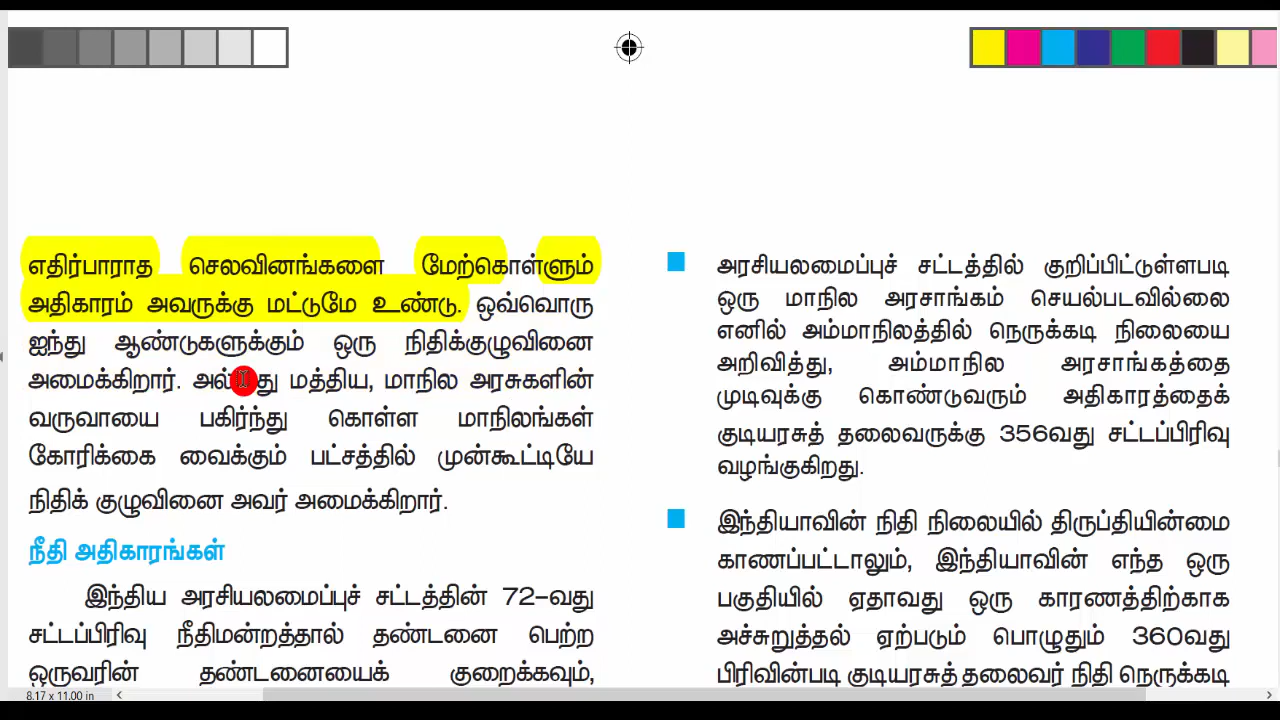 எதிர்பாராத செலவினங்களை மேற்கொள்ளும்
அதிகாரம் அவருக்கு மட்டுமே உண்டு. ஒவ்வொரு
ஐந்து ஆண்டுகளுக்கும் ஒரு நிதிக்குழுவினை
அமைக்கிறார். மத்திய, மாநில அரசுகளின்
வருவாயை பகிர்ந்து கொள்ள மாநிலங்கள்
கோரிக்கை வைக்கும் பட்சத்தில் முன்கூட்டியே
நிதிக் குழுவினை அவர் அமைக்கிறார்.
நீதி அதிகாரங்கள்
இந்திய அரசியலமைப்புச் சட்டத்தின் 72-வது
சட்டப்பிரிவு நீதிமன்றத்தால் தண்டனை பெற்ற
ஒருவரின் தண்டனையைக் குறைக்கவும்,
அரசியலமைப்புச் சட்டத்தில் குறிப்பிட்டுள்ளபடி
ஒரு மாநில அரசாங்கம் செயல்படவில்லை
எனில் அம்மாநிலத்தில் நெருக்கடி நிலையை
அறிவித்து, அம்மாநில அரசாங்கத்தை
முடிவுக்கு கொண்டுவரும் அதிகாரத்தைக்
குடியரசுத் தலைவருக்கு 356வது சட்டப்பிரிவு
வழங்குகிறது.
இந்தியாவின் நிதி நிலையில் திருப்தியின்மை
காணப்பட்டாலும், இந்தியாவின் எந்த ஒரு
பகுதியில் ஏதாவது ஒரு காரணத்திற்காக
அச்சுறுத்தல் ஏற்படும் பொழுதும் 360வது
பிரிவின்படி குடியரசுத் தலைவர் நிதி நெருக்கடி
8.17 x 11.00 in